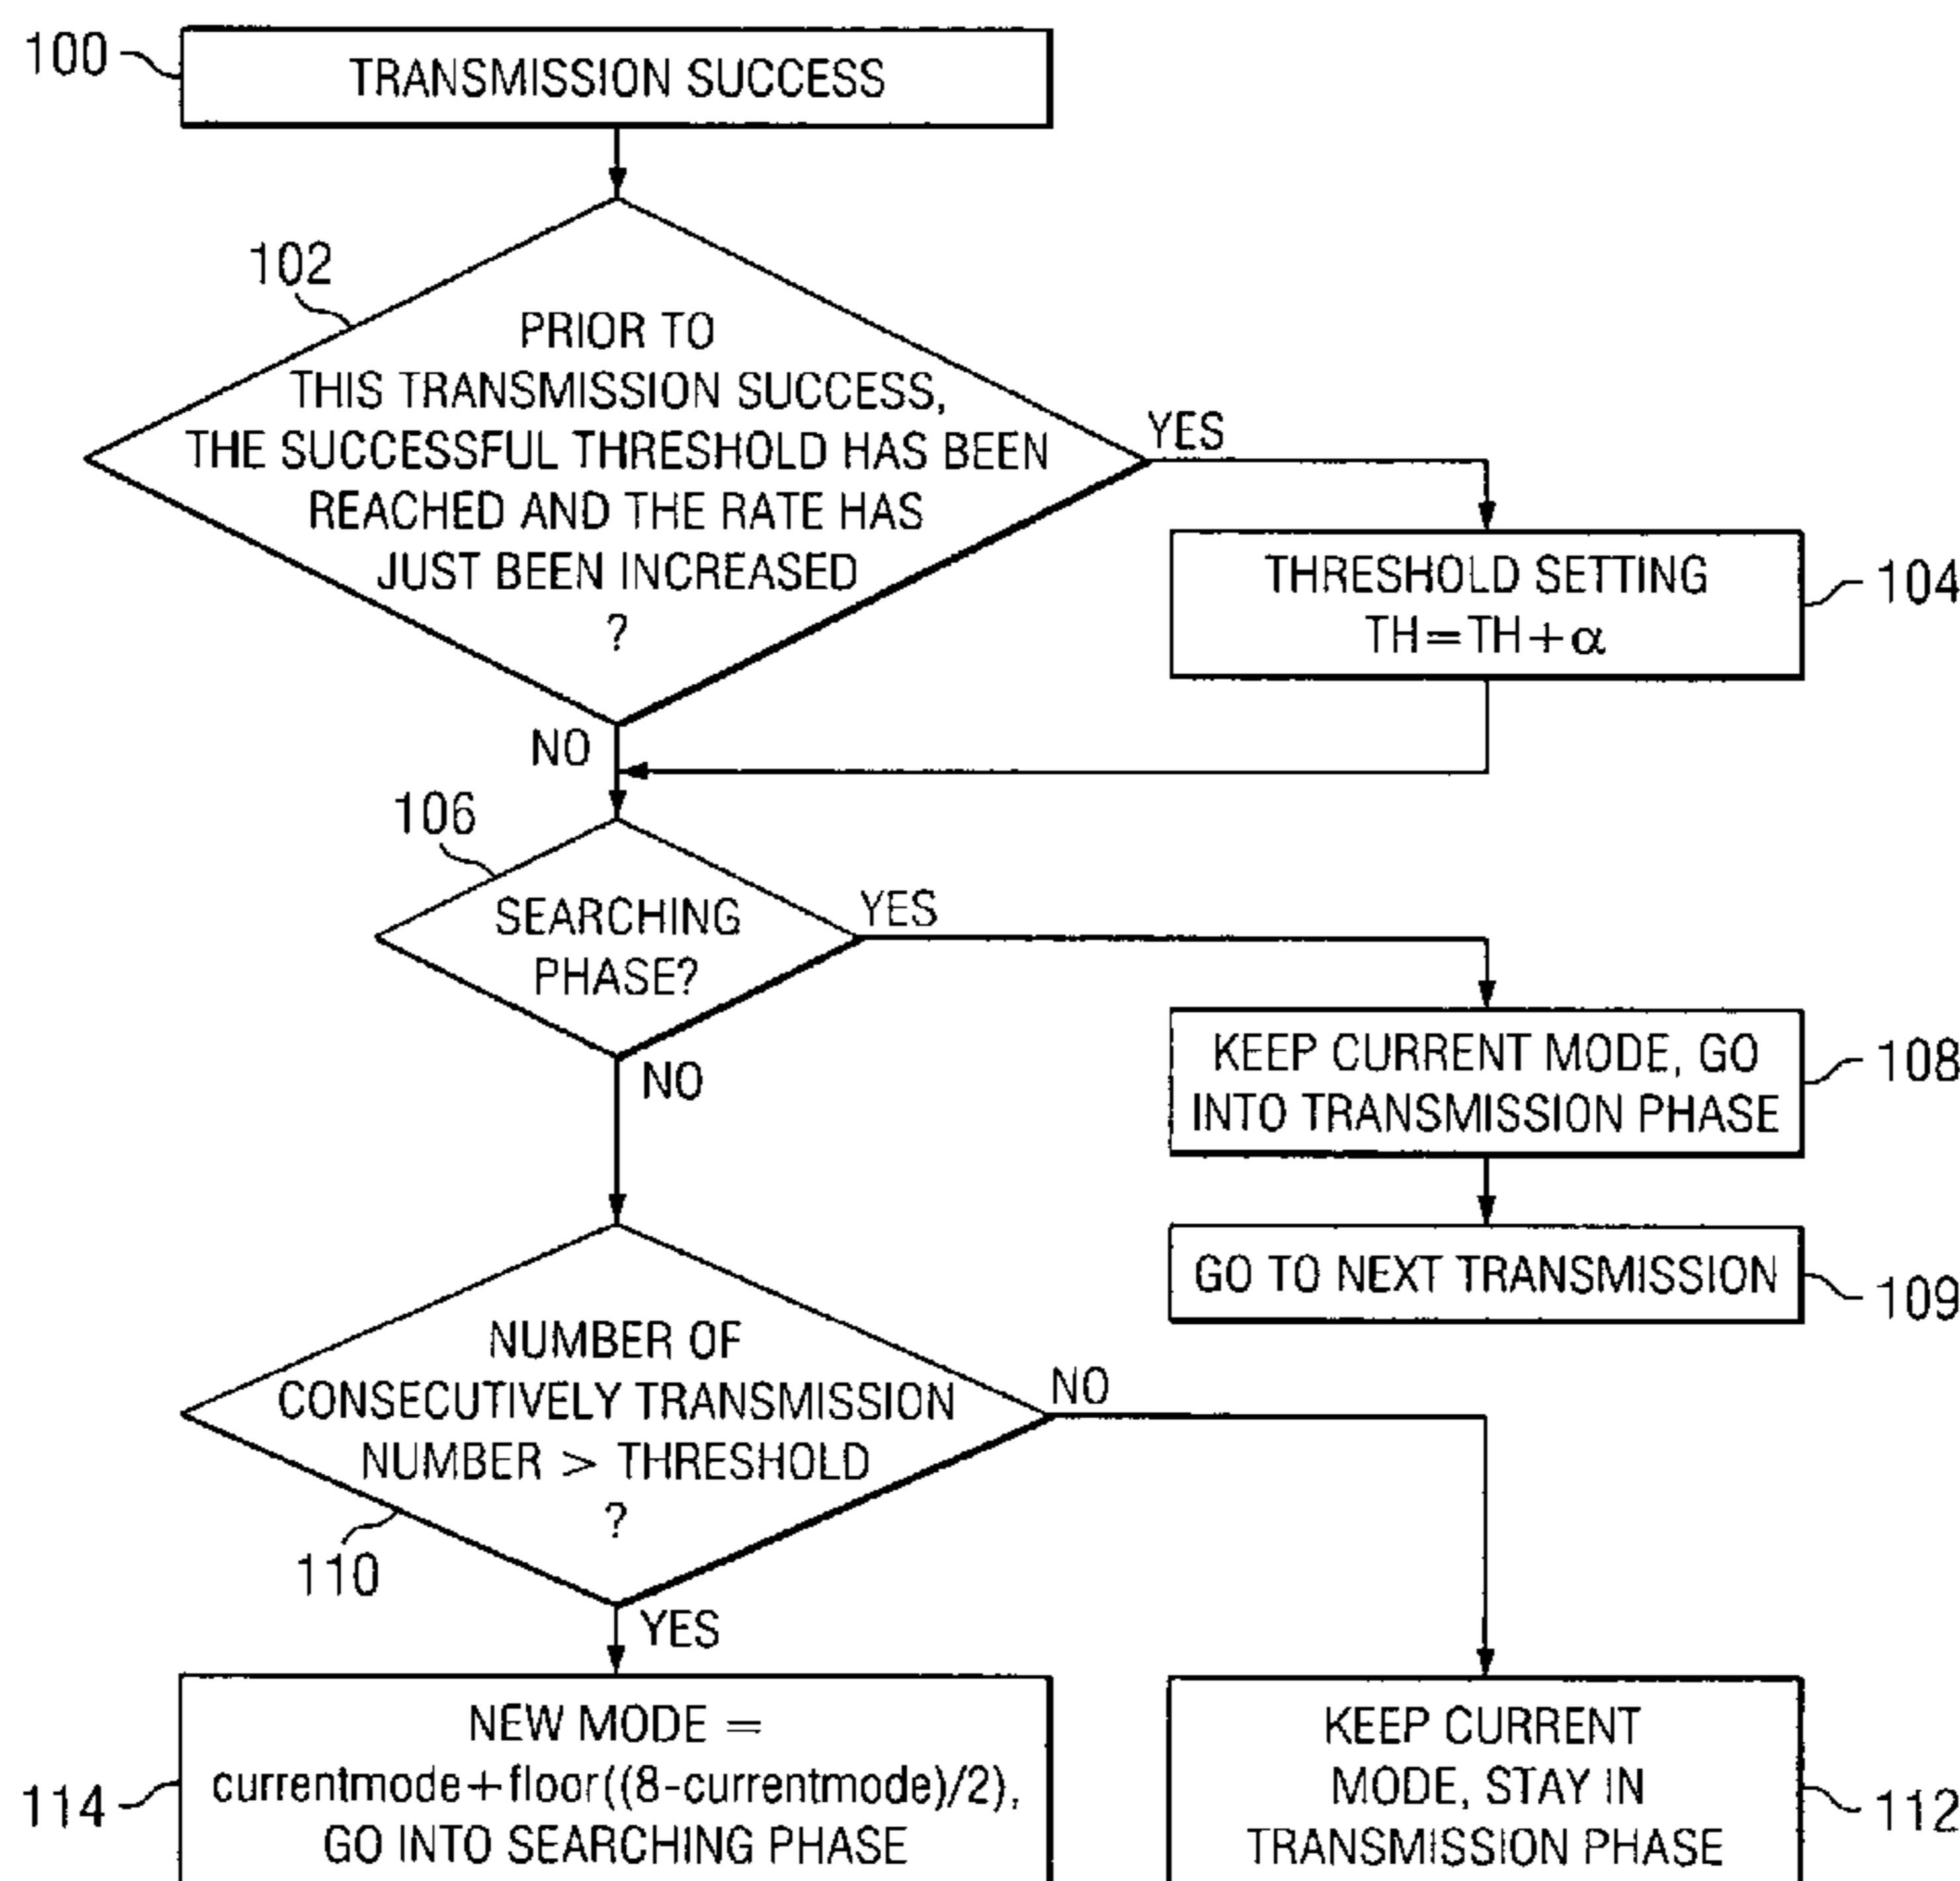 100
TRANSMISSION SUCCESS
102
PRIOR TO
THIS TRANSMISSION SUCCESS,
THE SUCCESSFUL THRESHOLD HAS BEEN
REACHED AND THE RATE HAS
JUST BEEN INCREASED
?
YES
THRESHOLD SETTING
TH=TH+α
104
NO
106
SEARCHING
PHASE?
YES
KEEP CURRENT MODE, GO
INTO TRANSMISSION PHASE
108
NO
GO TO NEXT TRANSMISSION
109
NUMBER OF
CONSECUTIVELY TRANSMISSION
NUMBER > THRESHOLD
?
NO
110
YES
NEW MODE =
currentmode+floor((8-currentmode)/2),
GO INTO SEARCHING PHASE
114
KEEP CURRENT
MODE, STAY IN
TRANSMISSION PHASE
112